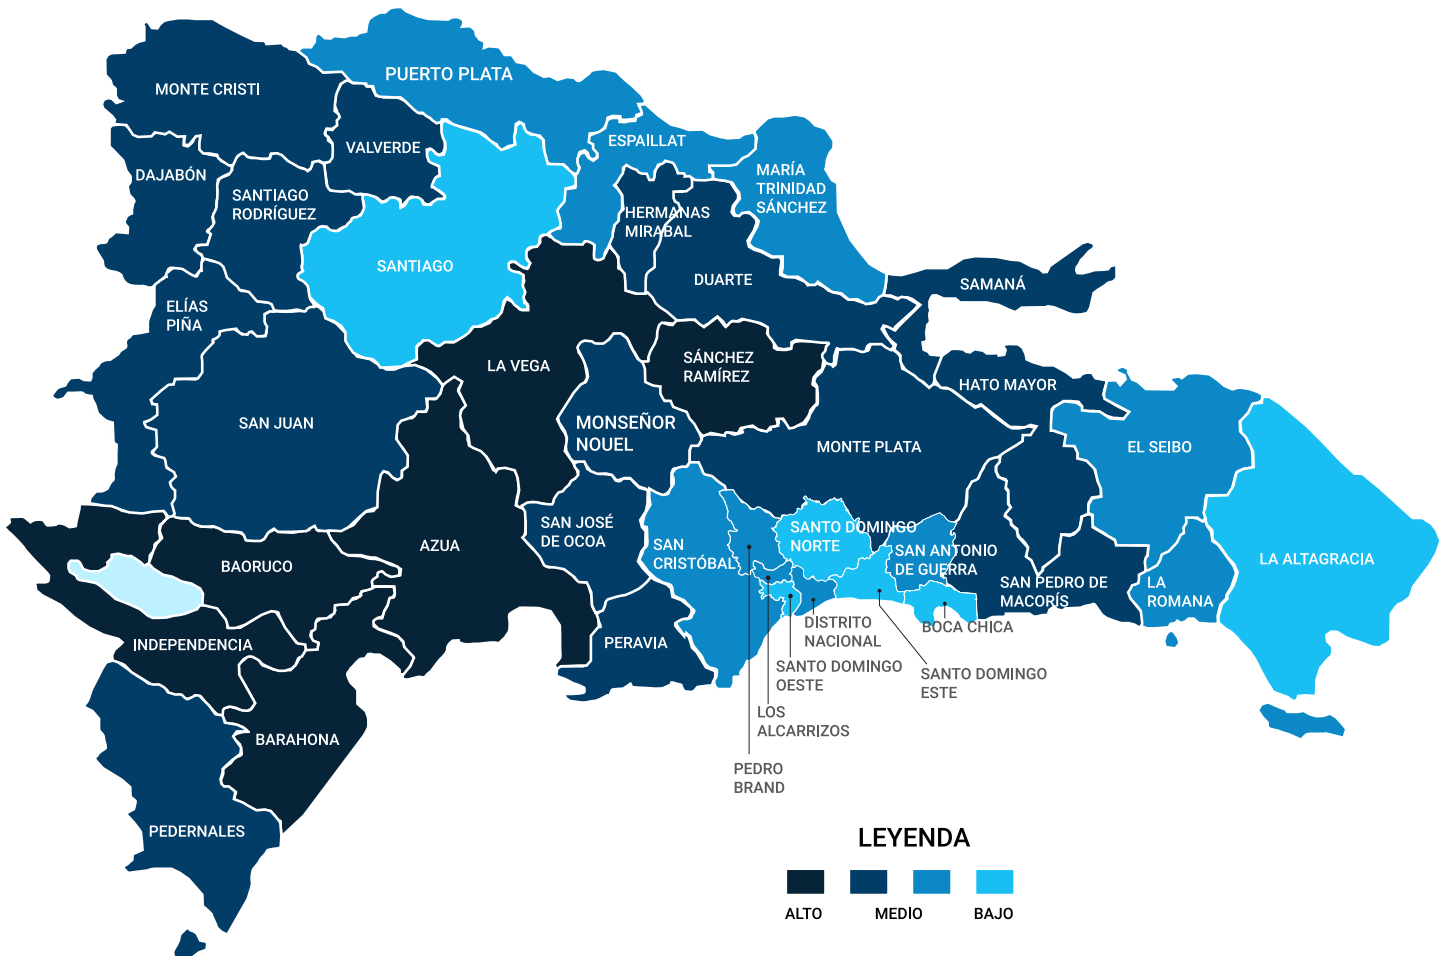 PUERTO PLATA
MONTE CRISTI
VALVERDE
ESPAILLAT
DAJABÓN
MARÍA
TRINIDAD
SÁNCHEZ
SANTIAGO
RODRÍGUEZ
HERMANAS
MIRABAL
SANTIAGO
DUARTE
SAMANÁ
ELÍAS
PIÑA
LA VEGA
SÁNCHEZ
RAMÍREZ
HATO MAYOR
SAN JUAN
MONSEÑOR
NOUEL
MONTE PLATA
EL SEIBO
SAN JOSÉ
DE OCOA
SANTO DOMINGO
NORTE
AZUA
SAN
CRISTÓBAL
SAN ANTONIO
DE GUERRA
LA ALTAGRACIA
BAORUCO
SAN PEDRO DE
MACORÍS
LA
ROMANA
INDEPENDENCIA
PERAVIA
DISTRITO
NACIONAL
BOCA CHICA
SANTO DOMINGO
OESTE
SANTO DOMINGO
ESTE
LOS
ALCARRIZOS
BARAHONA
PEDRO
BRAND
PEDERNALES
LEYENDA
ALTO
MEDIO
BAJO